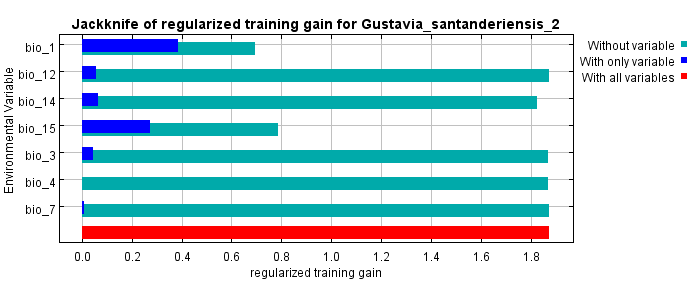 Jackknife of regularized training gain for Gustavia_santanderiensis_2
Environmental Variable
bio_1
bio_12
bio_14
bio_15
bio_3
bio_4
bio_7
0.0 0.2 0.4 0.6 0.8 1.0 1.2 1.4 1.6 1.8
regularized training gain
Without variable
With only variable
With all variables